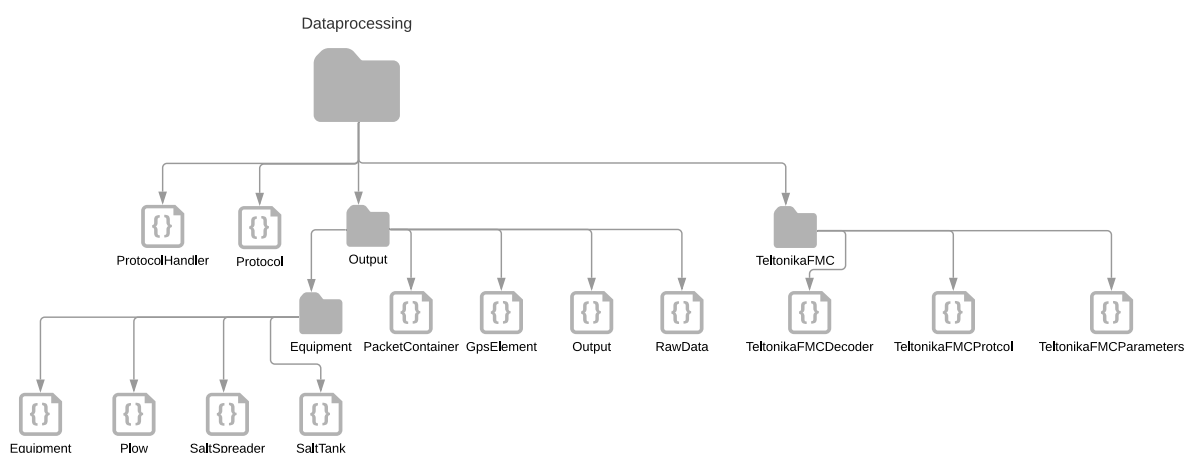 Dataprocessing
ProtocolHandler
Protocol
Output
TeltonikaFMC
Equipment
PacketContainer
GpsElement
Output
RawData
TeltonikaFMCDecoder
TeltonikaFMCProtcol
TeltonikaFMCParameters
Equipment
Plow
SaltSpreader
SaltTank